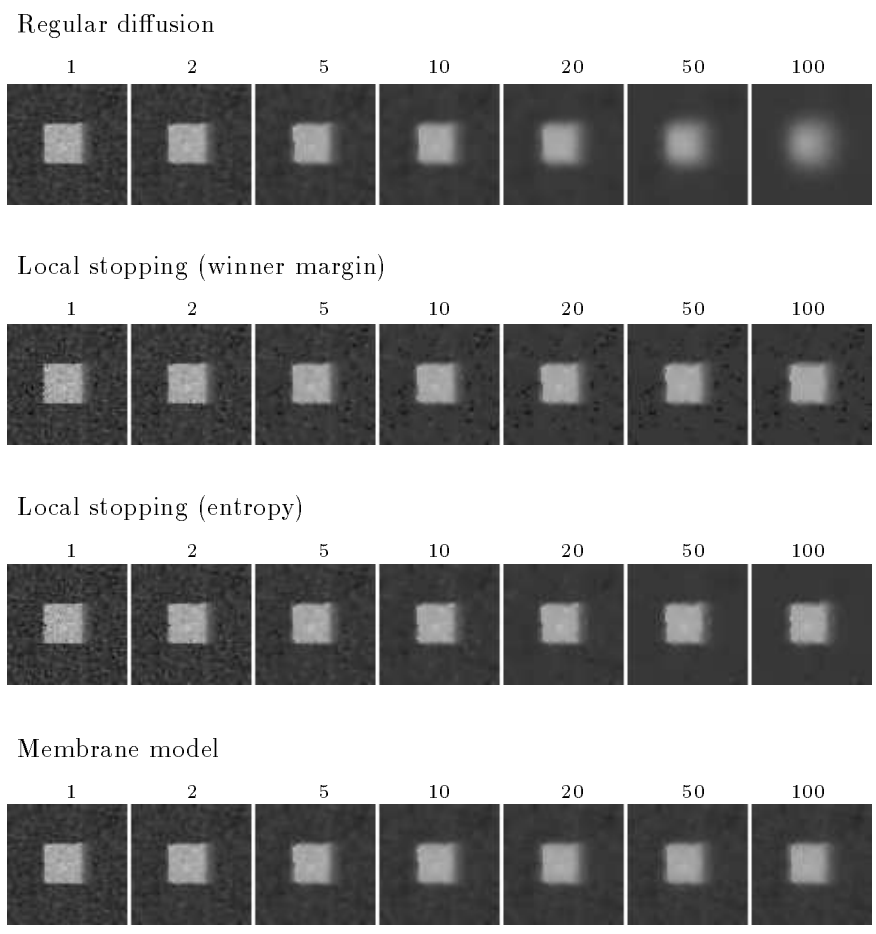 Regular diffusion
1 2 5 10 20 50 100
Local stopping (winner margin)
1 2 5 10 20 50 100
Local stopping (entropy)
1 2 5 10 20 50 100
Membrane model
1 2 5 10 20 50 100